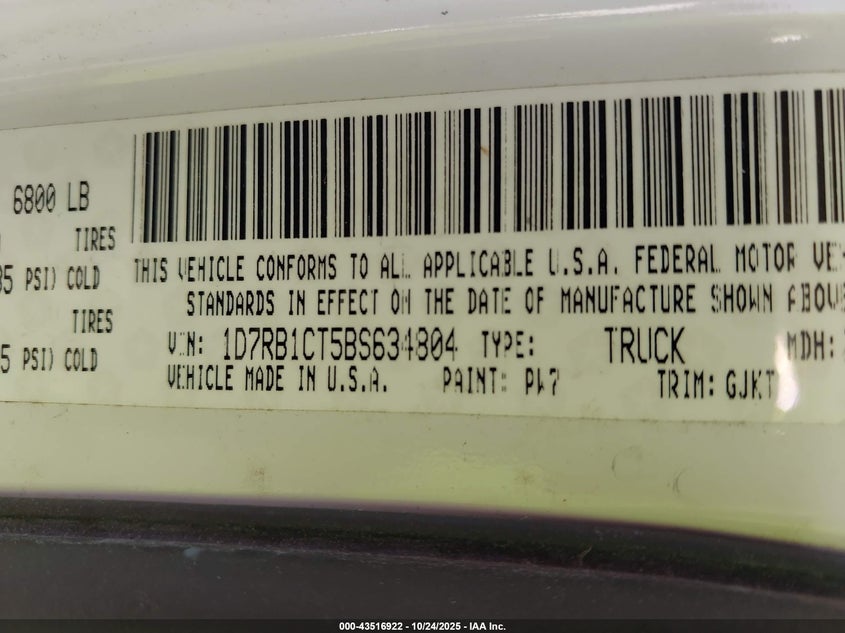 6800 LB
TIRES
35 PSI) COLD
TIRES
5 PSI) COLD
THIS VEHICLE CONFORMS TO ALL APPLICABLE U.S.A. FEDERAL MOTOR VE
STANDARDS IN EFFECT ON THE DATE OF MANUFACTURE SHOWN ABOVE
VIN: 1D7RB1CT5BS634804 TYPE: TRUCK MDH:
VEHICLE MADE IN U.S.A. PAINT: PW7 TRIM: GJKT
000-43516922 - 10/24/2025 - IAA Inc.